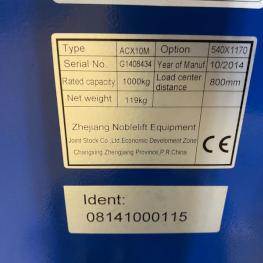 Type ACX10M Option 540X1170
Serial No. G1408434 Year of Manuf 10/2014
Rated capacity 1000kg Load center distance 800mm
Net weight 119kg
Zhejiang Noblelift Equipment
Joint Stock Co.,Ltd.Economic Develoment Zone
Changxing Zhengjiang Province,P.R.China
CE
Ident:
08141000115